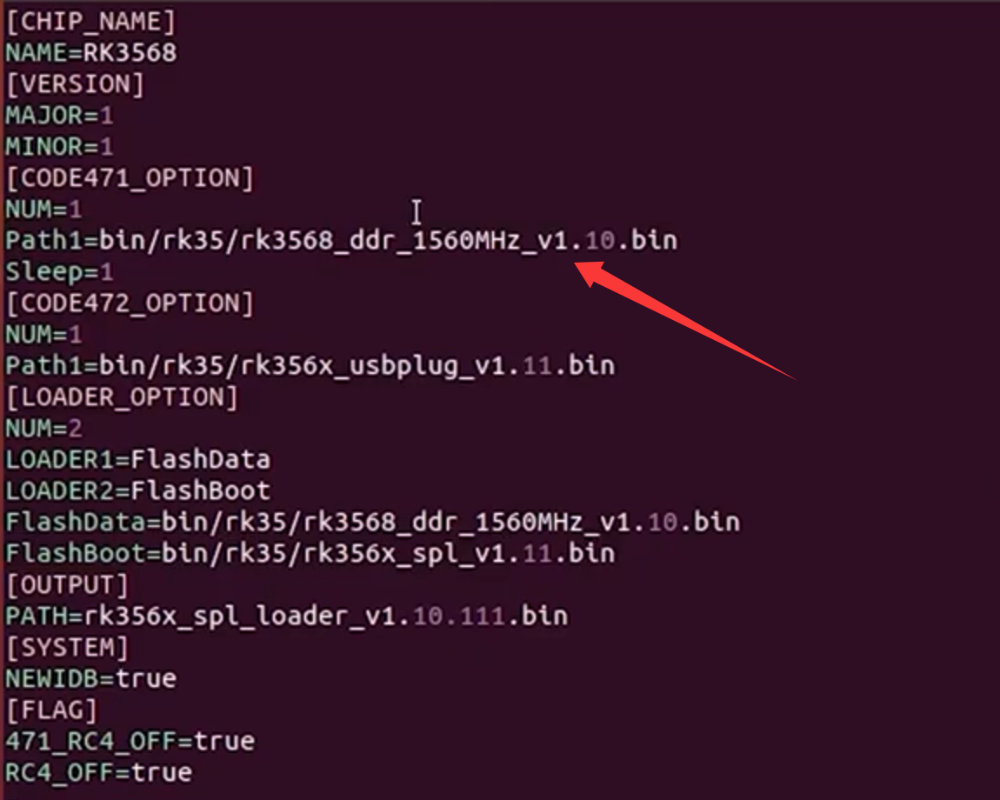 [CHIP_NAME]
NAME=RK3568
[VERSION]
MAJOR=1
MINOR=1
[CODE471_OPTION]
NUM=1
Path1=bin/rk35/rk3568_ddr_1560MHz_v1.10.bin
Sleep=1
[CODE472_OPTION]
NUM=1
Path1=bin/rk35/rk356x_usbplug_v1.11.bin
[LOADER_OPTION]
NUM=2
LOADER1=FlashData
LOADER2=FlashBoot
FlashData=bin/rk35/rk3568_ddr_1560MHz_v1.10.bin
FlashBoot=bin/rk35/rk356x_spl_v1.11.bin
[OUTPUT]
PATH=rk356x_spl_loader_v1.10.111.bin
[SYSTEM]
NEWIDB=true
[FLAG]
471_RC4_OFF=true
RC4_OFF=true